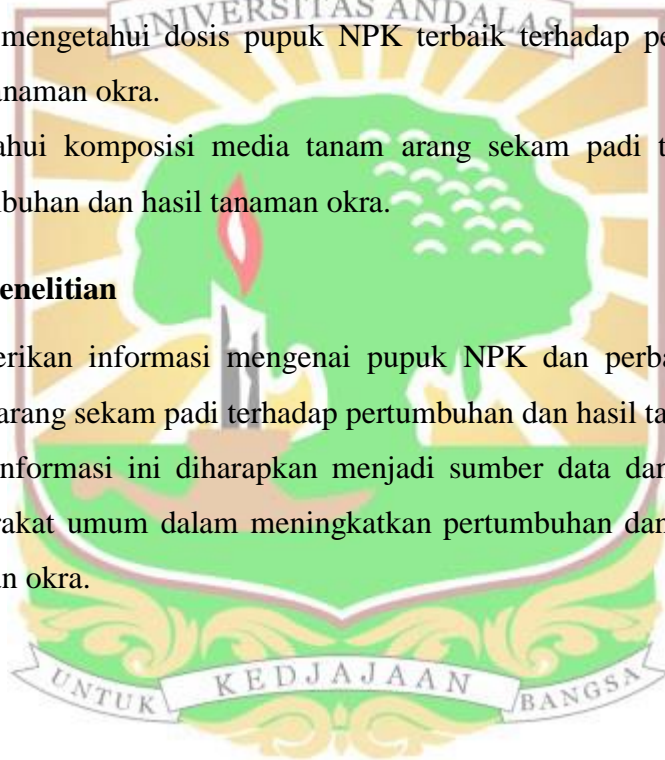 UNIVERSITAS ANDALAS
mengetahui dosis pupuk NPK terbaik terhadap pe
anaman okra.
ahui komposisi media tanam arang sekam padi t
buhan dan hasil tanaman okra.
enelitian
erikan informasi mengenai pupuk NPK dan perba
arang sekam padi terhadap pertumbuhan dan hasil ta
nformasi ini diharapkan menjadi sumber data dan
rakat umum dalam meningkatkan pertumbuhan dan
n okra.
UNTUK KEDJAJAAN BANGSA